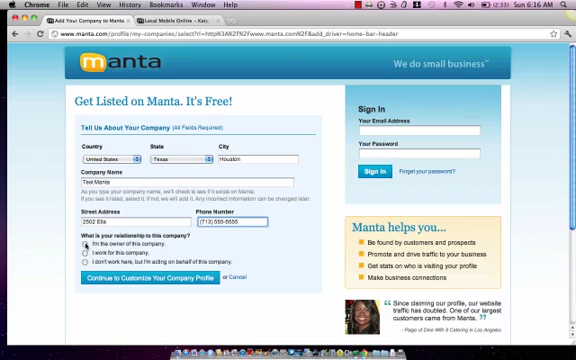 Chrome File Edit View History Bookmarks Window Help
(2:33) Sun 6:16 AM
Add Your Company to Manta
Local Mobile Online - Katy,
www.manta.com/profile/my-companies/select?rl=http%3A%2F%2Fwww.manta.com%2F&add_driver=home-bar-header
manta
We do small business™
Get Listed on Manta. It's Free!
Tell Us About Your Company (All Fields Required)
Country State City
United States Texas Houston
Company Name
Test Manta
As you type your company name, we'll check to see if it exists on Manta.
If you see it listed, select it. If not, we will add it. Any incorrect information can be changed later.
Street Address Phone Number
2502 Ella (713) 555-5555
What is your relationship to this company?
I'm the owner of this company.
I work for this company.
I don't work here, but I'm acting on behalf of this company.
Continue to Customize Your Company Profile or Cancel
Sign In
Your Email Address
Your Password
Sign In Forgot your password?
Manta helps you...
Be found by customers and prospects
Promote and drive traffic to your business
Get stats on who is visiting your profile
Make business connections
Since claiming our profile, our website
traffic has doubled. One of our largest
customers came from Manta.
- Page of Dine With 9 Catering in Los Angeles